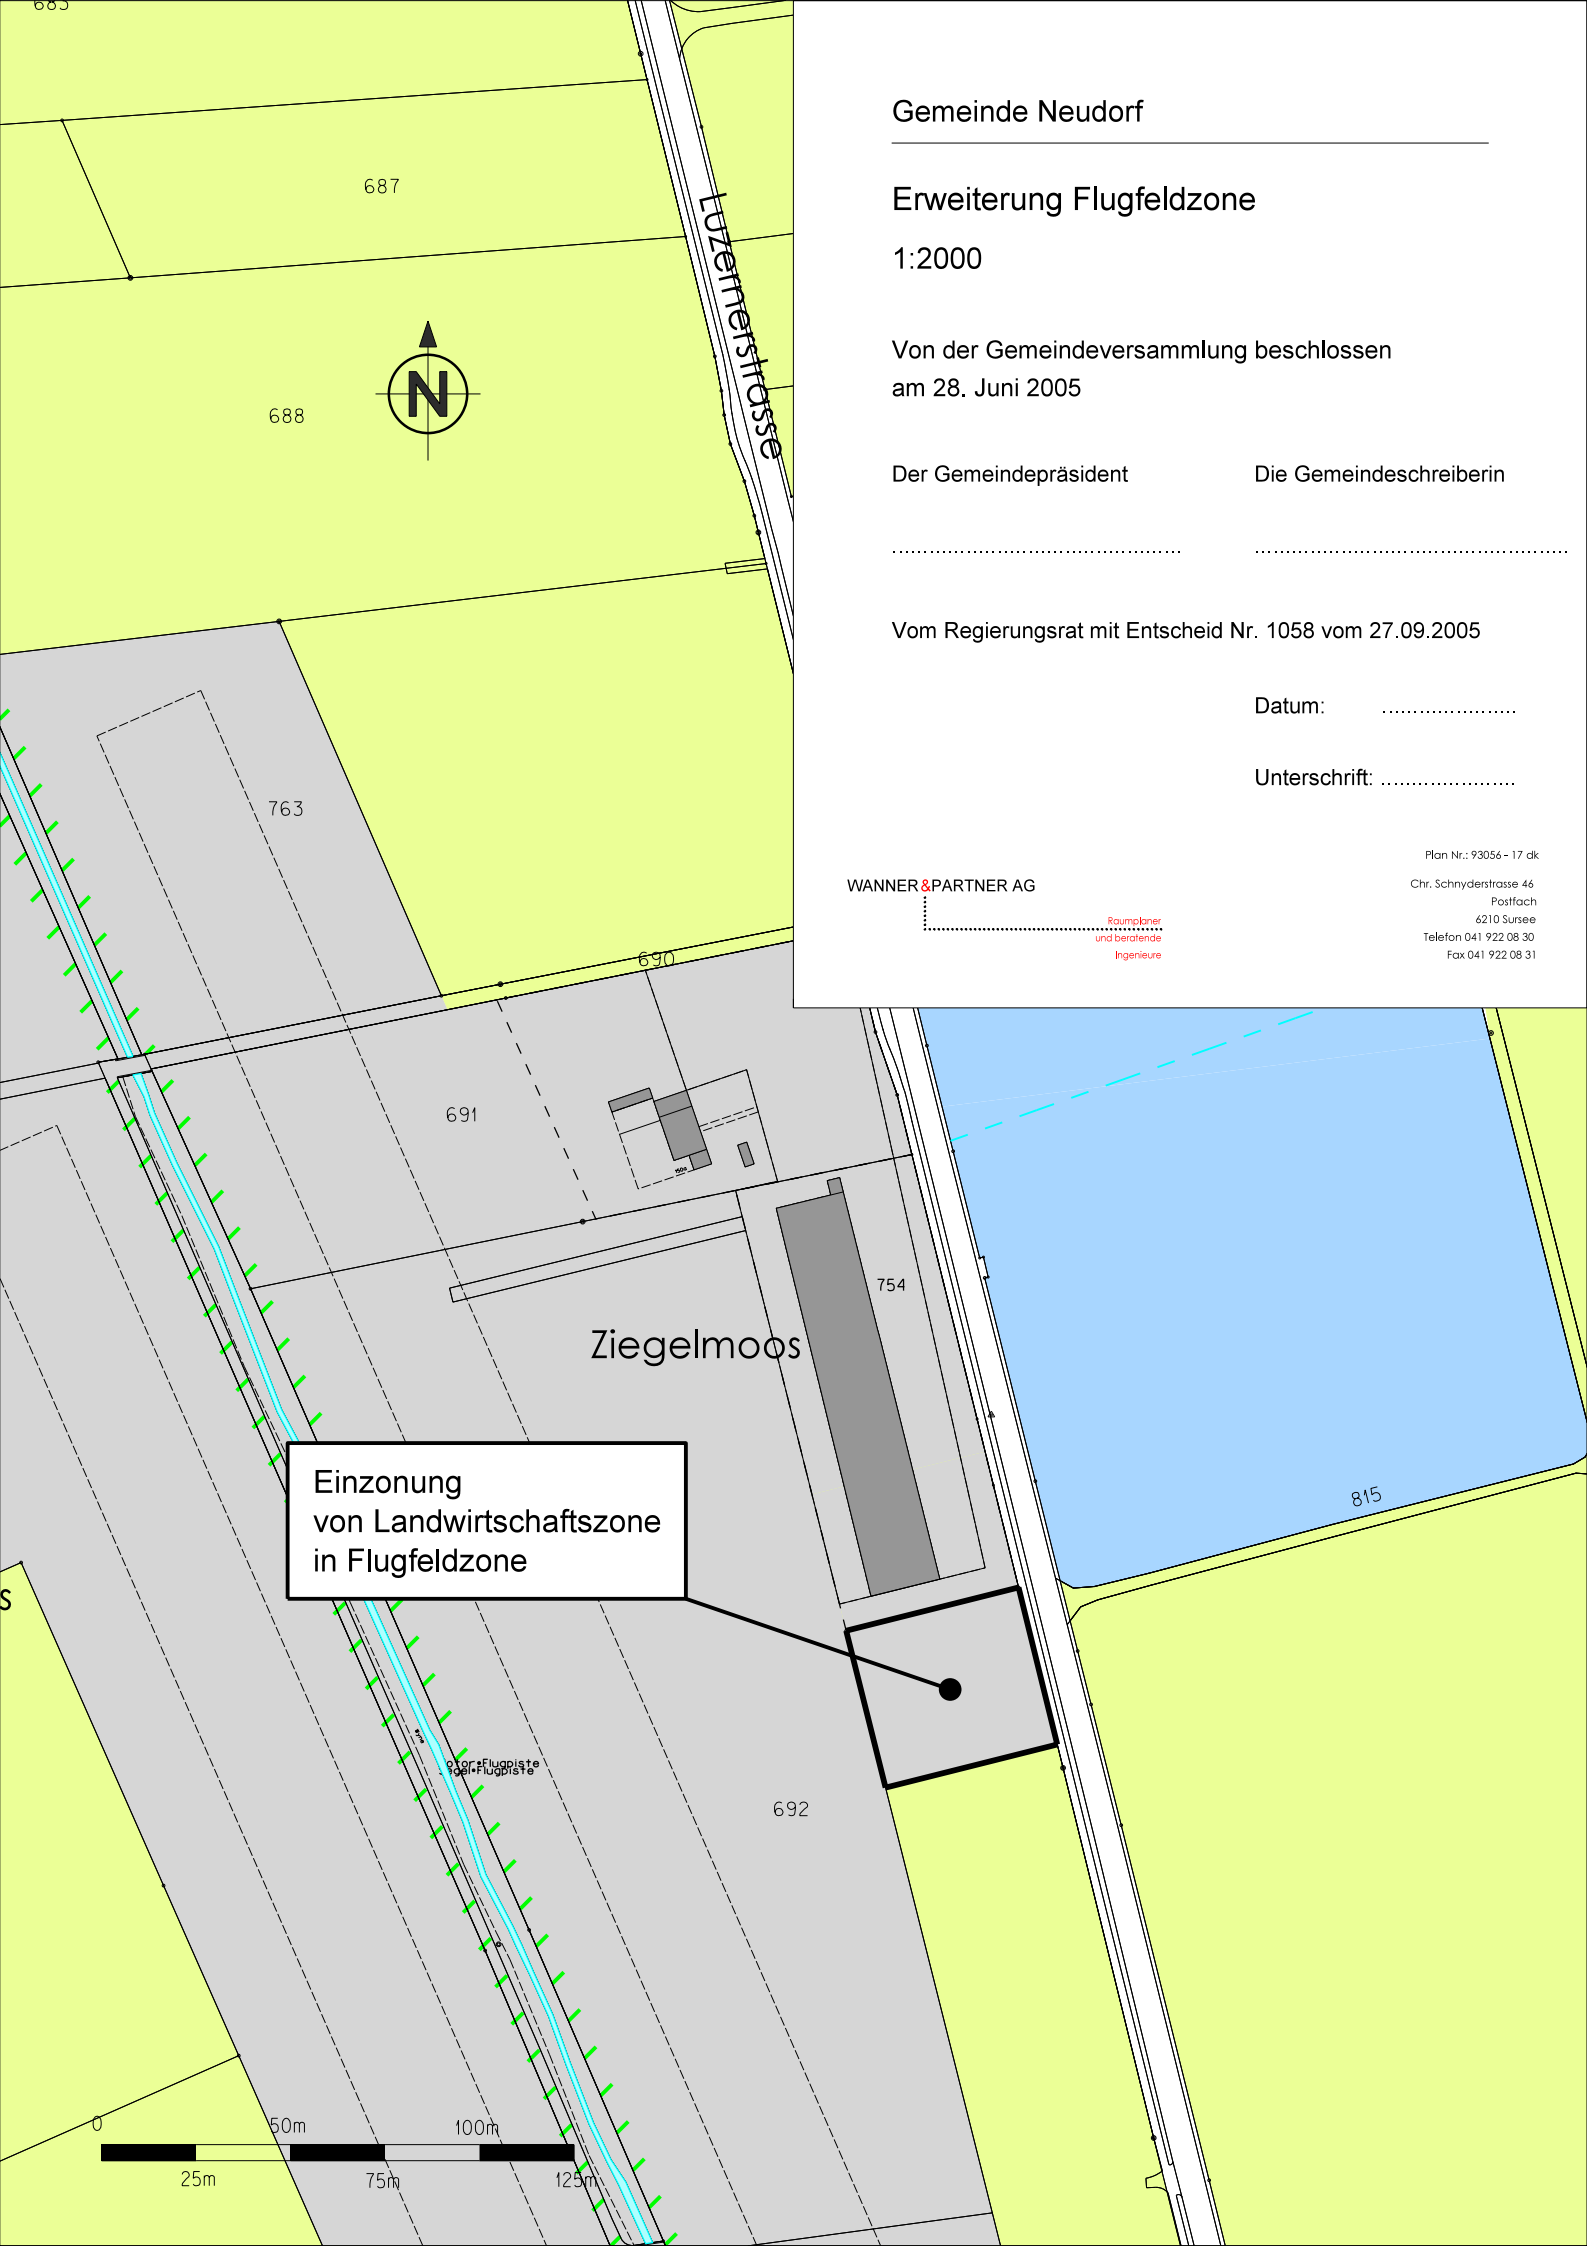 Gemeinde Neudorf
Erweiterung Flugfeldzone
1:2000
Von der Gemeindeversammlung beschlossen
am 28. Juni 2005
Der Gemeindepräsident Die Gemeindeschreiberin
Vom Regierungsrat mit Entscheid Nr. 1058 vom 27.09.2005
Datum: ....................
Unterschrift: ....................
Plan Nr.: 93056 - 17 dk
WANNER&PARTNER AG
Raumplaner
und beratende
Ingenieure
Chr. Schnyderstrasse 46
Postfach
6210 Sursee
Telefon 041 922 08 30
Fax 041 922 08 31
687
Luzernerstrasse
N
688
763
690
691
150a
754
Ziegelmoos
815
Einzonung
von Landwirtschaftszone
in Flugfeldzone
s
692
0 50m 100m
25m 75m 125m